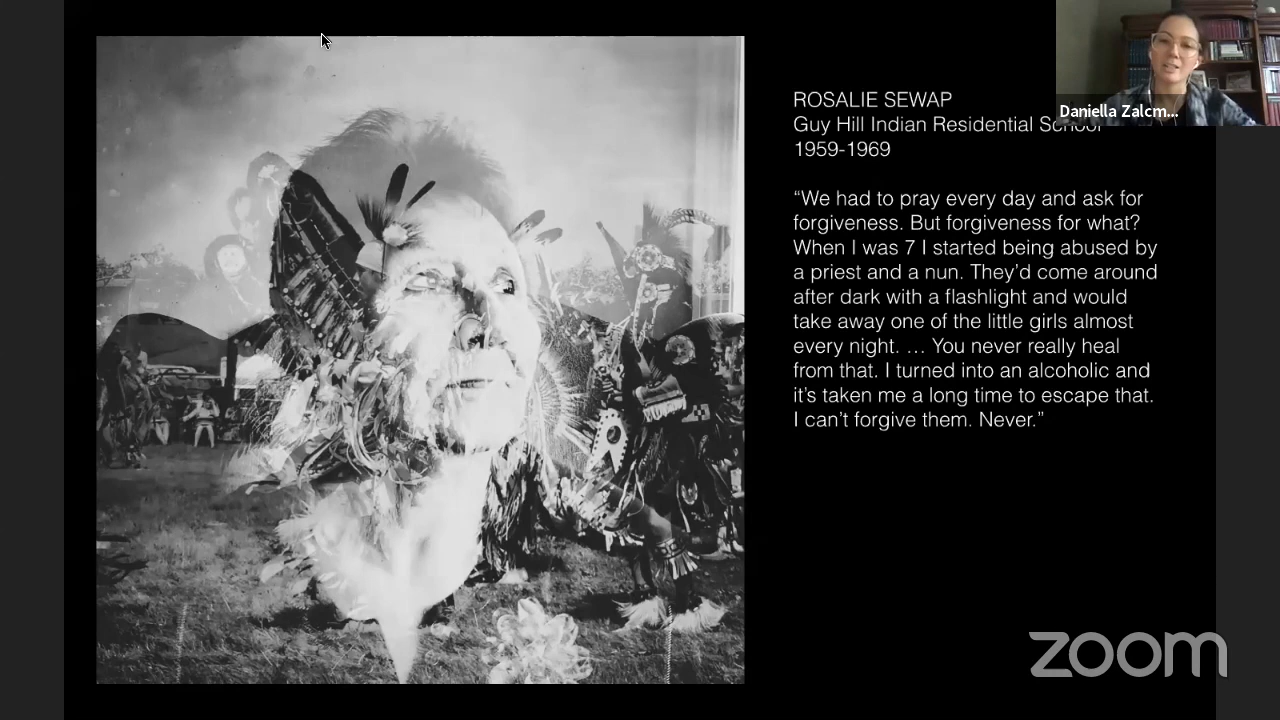 ROSALIE SEWAP
Guy Hill Indian Residential School
1959-1969
“We had to pray every day and ask for
forgiveness. But forgiveness for what?
When I was 7 I started being abused by
a priest and a nun. They’d come around
after dark with a flashlight and would
take away one of the little girls almost
every night. … You never really heal
from that. I turned into an alcoholic and
it’s taken me a long time to escape that.
I can’t forgive them. Never.”
Daniella Zalcm...
zoom